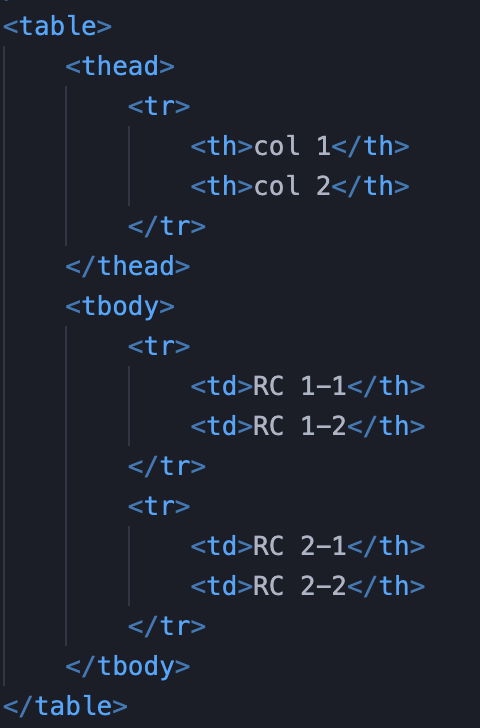 <table>
<thead>
<tr>
<th>col 1</th>
<th>col 2</th>
</tr>
</thead>
<tbody>
<tr>
<td>RC 1-1</th>
<td>RC 1-2</th>
</tr>
<tr>
<td>RC 2-1</th>
<td>RC 2-2</th>
</tr>
</tbody>
</table>